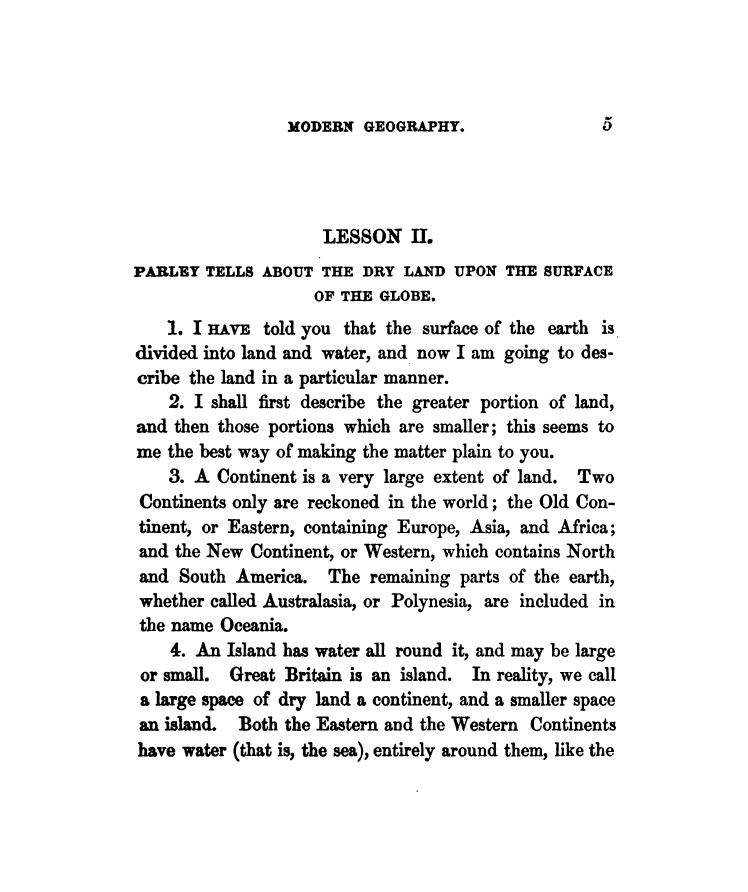 MODERN GEOGRAPHY. 5
LESSON II.
PARLEY TELLS ABOUT THE DRY LAND UPON THE SURFACE
OF THE GLOBE.
1. I HAVE told you that the surface of the earth is
divided into land and water, and now I am going to des-
cribe the land in a particular manner.
2. I shall first describe the greater portion of land,
and then those portions which are smaller; this seems to
me the best way of making the matter plain to you.
3. A Continent is a very large extent of land. Two
Continents only are reckoned in the world; the Old Con-
tinent, or Eastern, containing Europe, Asia, and Africa;
and the New Continent, or Western, which contains North
and South America. The remaining parts of the earth,
whether called Australasia, or Polynesia, are included in
the name Oceania.
4. An Island has water all round it, and may be large
or small. Great Britain is an island. In reality, we call
a large space of dry land a continent, and a smaller space
an island. Both the Eastern and the Western Continents
have water (that is, the sea), entirely around them, like the